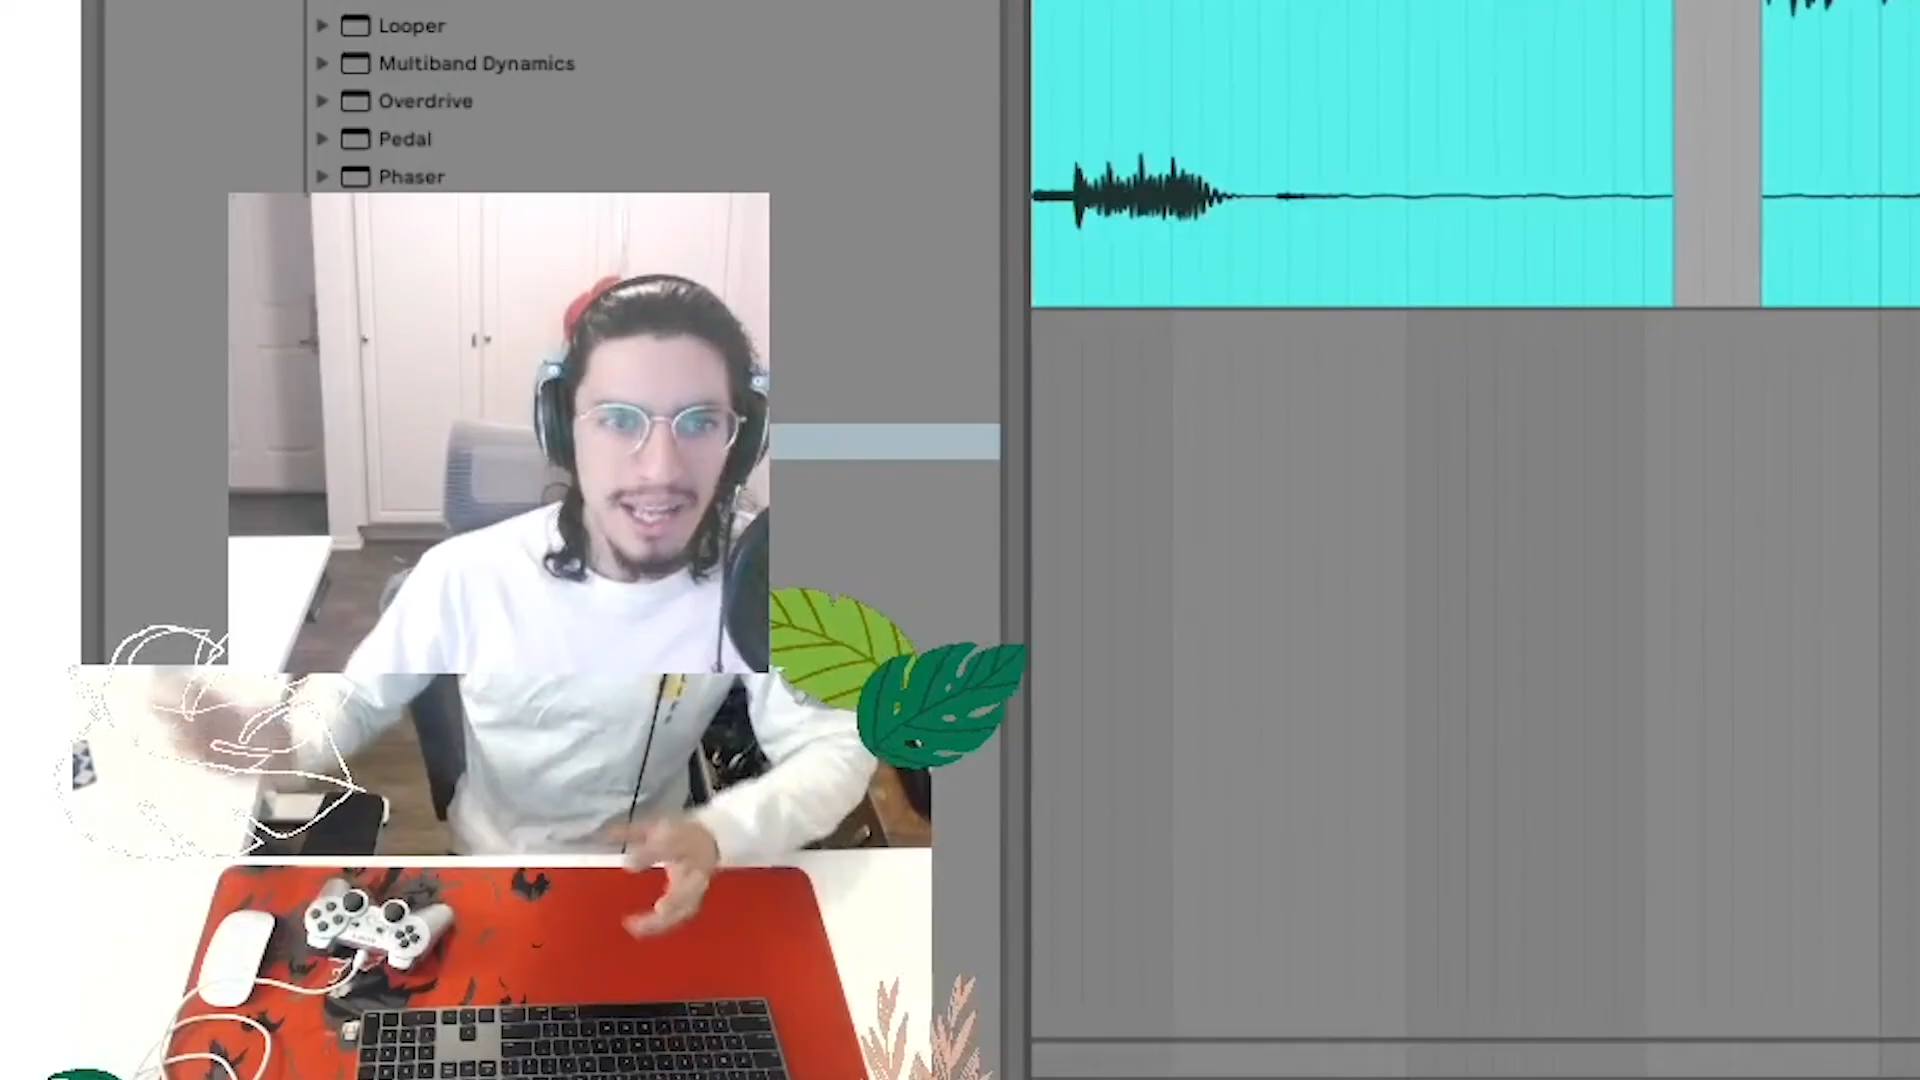 Looper
Multiband Dynamics
Overdrive
Pedal
Phaser